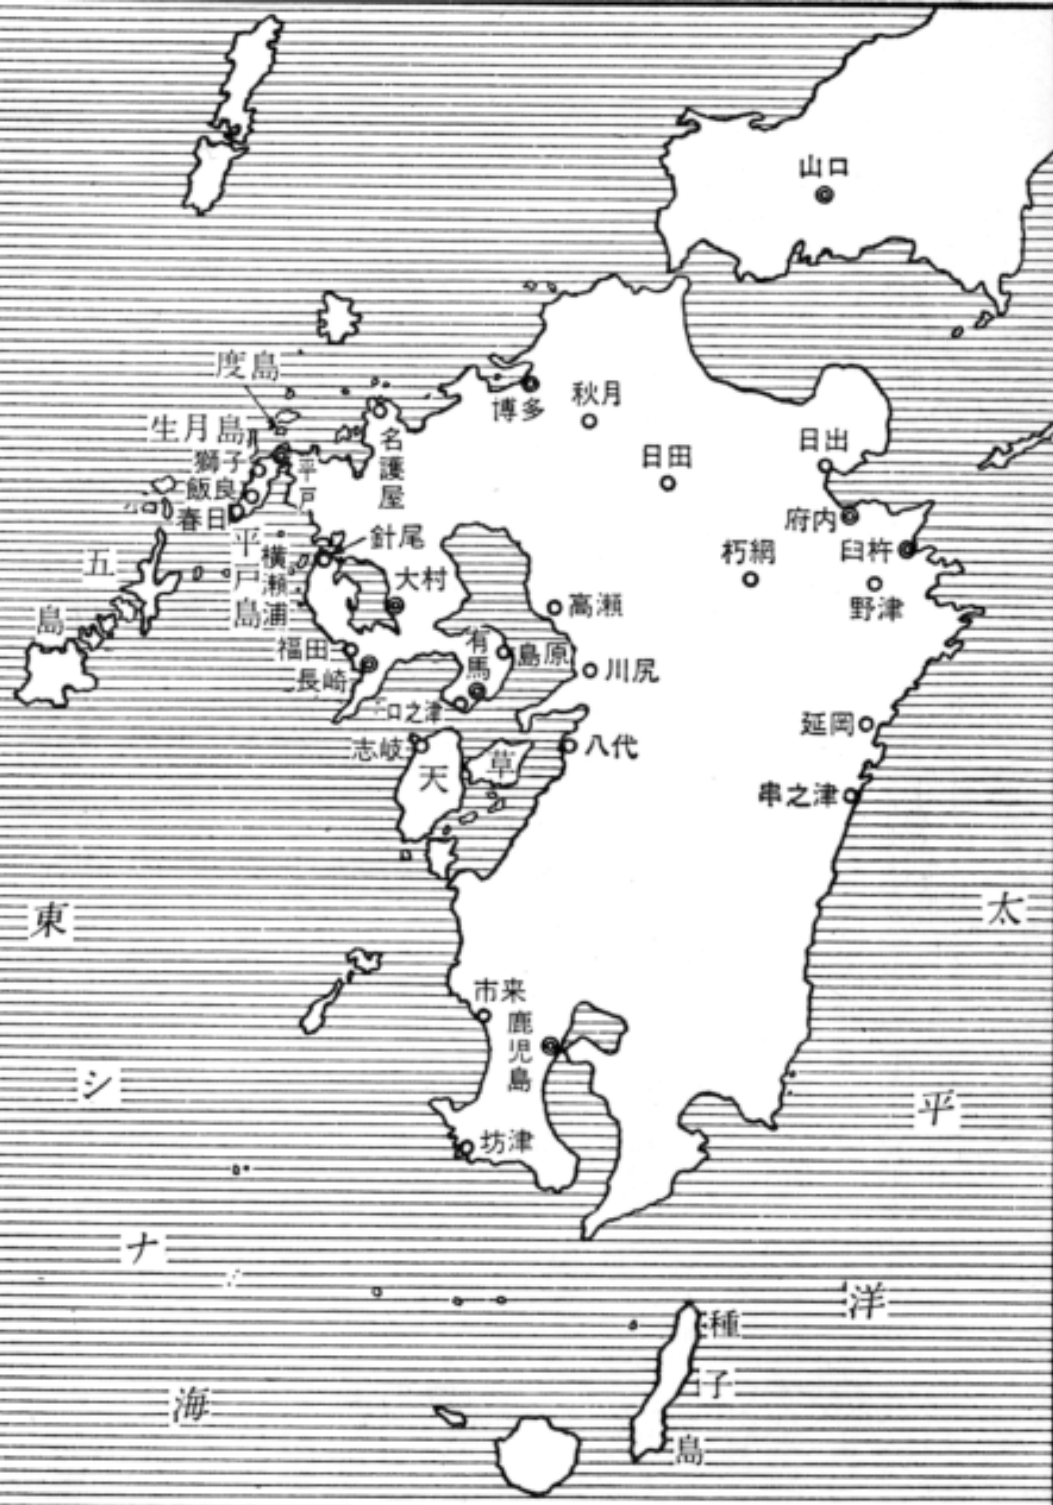 山口
度島
博多
秋月
生月島
名護屋
獅子
平戸
日田
日出
飯良
春日
府内
平戸島
横瀬浦
針尾
朽網
臼杵
五島
大村
高瀬
野津
福田
有馬
島原
長崎
川尻
口之津
延岡
志岐
天草
八代
串之津
市来
鹿児島
坊津
種子島
東シナ海
太平洋